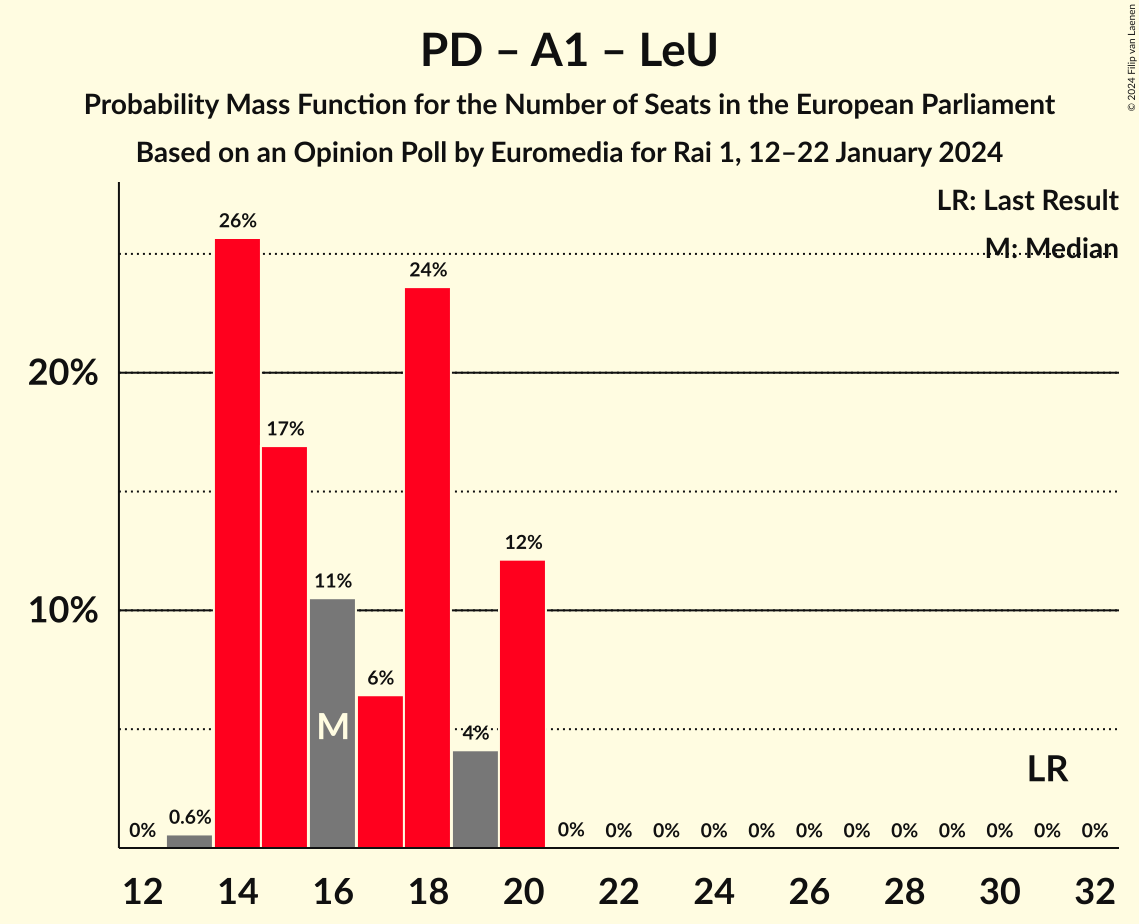 PD – A1 – LeU
Probability Mass Function for the Number of Seats in the European Parliament
Based on an Opinion Poll by Euromedia for Rai 1, 12–22 January 2024
© 2024 Filip van Laenen
LR: Last Result
M: Median
20%
10%
0%
0.6%
26%
17%
11%
6%
24%
4%
12%
0%
0%
0%
0%
0%
0%
0%
0%
0%
0%
0%
0%
M
LR
12 14 16 18 20 22 24 26 28 30 32